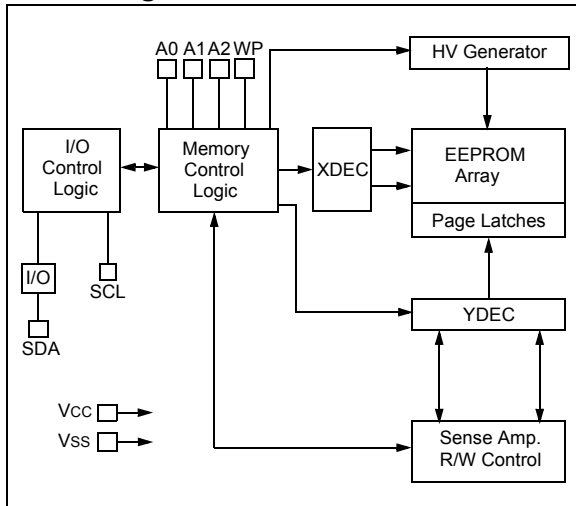 A0 A1 A2 WP
HV Generator
I/O
Control
Logic
Memory
Control
Logic
XDEC
EEPROM
Array
Page Latches
I/O
SCL
SDA
YDEC
VCC
VSS
Sense Amp.
R/W Control